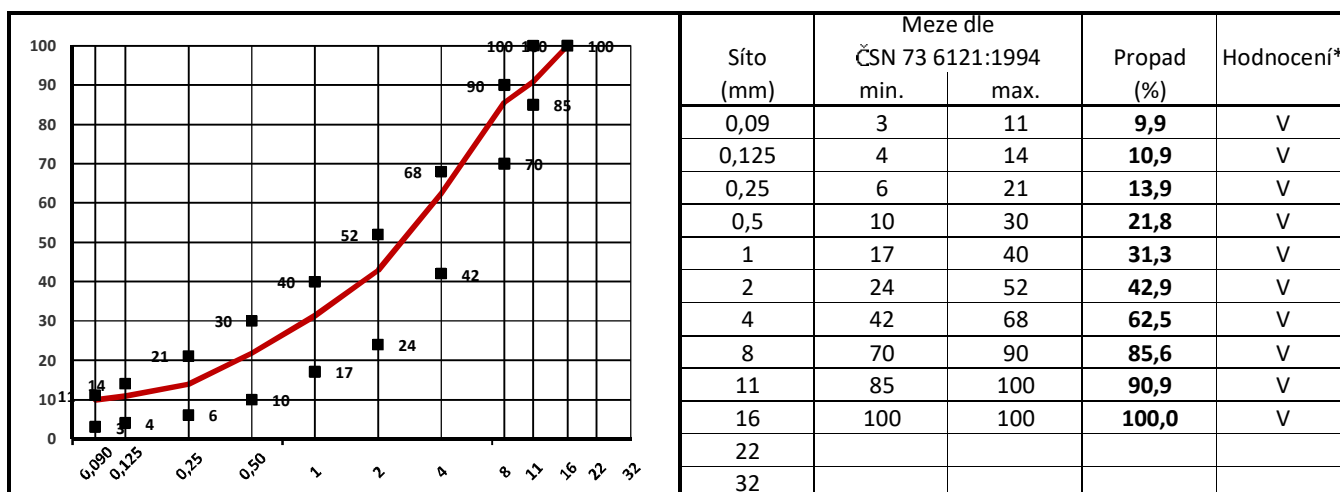 100
90
80
70
60
50
40
30
20
10
0
11 14 21 30 40 52 68 90 100 100 100
3 4 6 10 17 24 42 70 85
0,090 0,125 0,25 0,50 1 2 4 8 11 16 22 32
Meze dle
Síto ČSN 73 6121:1994 Propad Hodnocení*
(mm) min. max. (%)
0,09 3 11 9,9 V
0,125 4 14 10,9 V
0,25 6 21 13,9 V
0,5 10 30 21,8 V
1 17 40 31,3 V
2 24 52 42,9 V
4 42 68 62,5 V
8 70 90 85,6 V
11 85 100 90,9 V
16 100 100 100,0 V
22
32